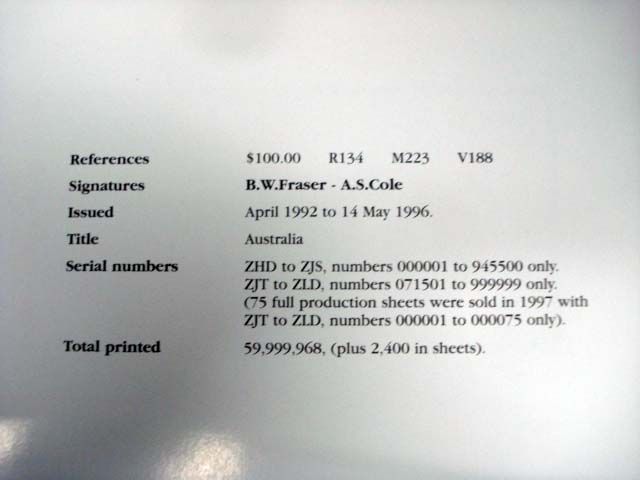 References $100.00 R134 M223 V188
Signatures B.W.Fraser - A.S.Cole
Issued April 1992 to 14 May 1996.
Title Australia
Serial numbers ZHD to ZJS, numbers 000001 to 945500 only.
ZJT to ZLD, numbers 071501 to 999999 only.
(75 full production sheets were sold in 1997 with
ZJT to ZLD, numbers 000001 to 000075 only).
Total printed 59,999,968, (plus 2,400 in sheets).